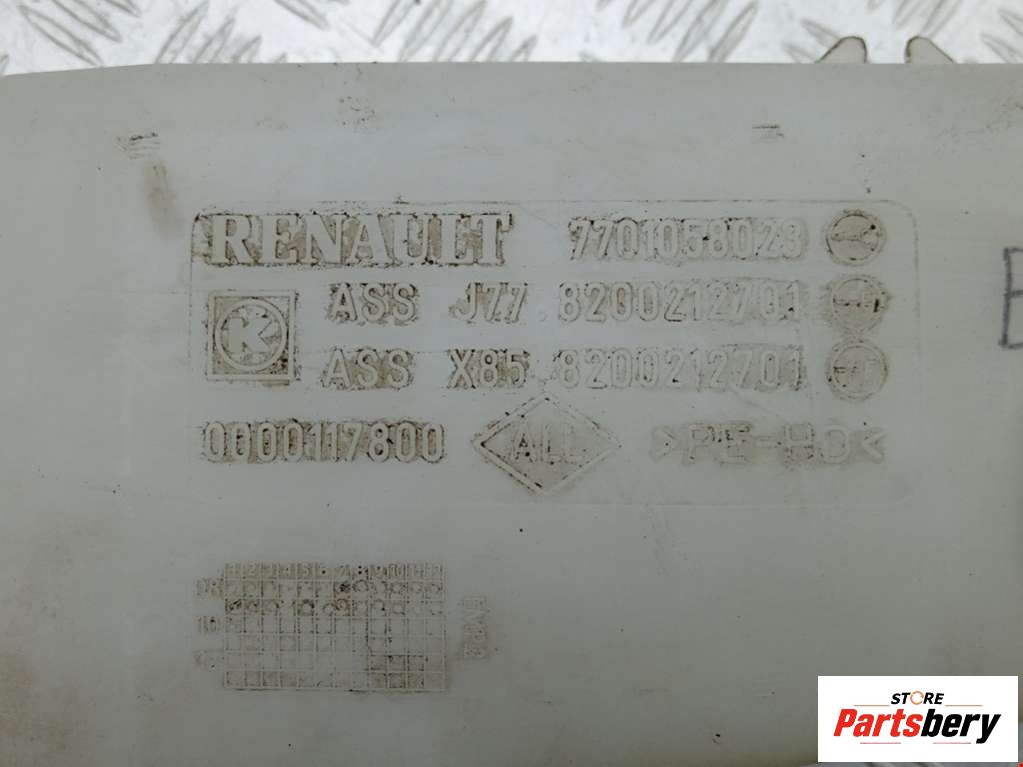 RENAULT 7701058023
K ASS J77 8200212701
ASS X85 8200212701
0000117800 ALL >PE-HD<
STORE
Partsbery